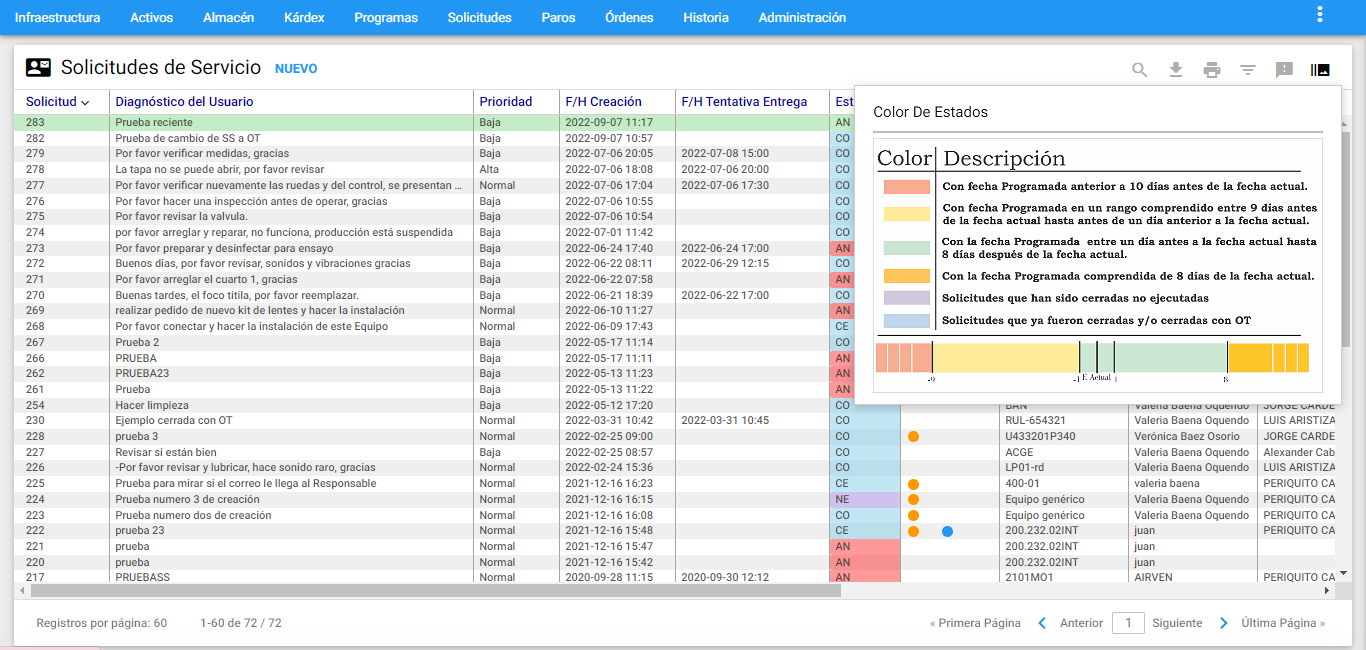 Infraestructura Activos Almacén Kárdex Programas Solicitudes Paros Órdenes Historia Administración
Solicitudes de Servicio NUEVO
Solicitud Diagnóstico del Usuario Prioridad F/H Creación F/H Tentativa Entrega Est
283 Prueba reciente Baja 2022-09-07 11:17 AN
282 Prueba de cambio de SS a OT Baja 2022-09-07 10:57 CO
279 Por favor verificar medidas, gracias Baja 2022-07-06 20:05 2022-07-08 15:00 CO
278 La tapa no se puede abrir, por favor revisar Alta 2022-07-06 18:08 2022-07-06 20:00 CO
277 Por favor verificar nuevamente las ruedas y del control, se presentan ... Normal 2022-07-06 17:04 2022-07-06 17:30 CO
276 Por favor hacer una inspección antes de operar, gracias Baja 2022-07-06 10:55 CO
275 Por favor revisar la valvula. Baja 2022-07-06 10:54 CO
274 por favor arreglar y reparar, no funciona, producción está suspendida Baja 2022-07-01 11:42 CO
273 Por favor preparar y desinfectar para ensayo Baja 2022-06-24 17:40 2022-06-24 17:00 AN
272 Buenos dias, por favor revisar, sonidos y vibraciones gracias Baja 2022-06-22 08:11 2022-06-29 12:15 CO
271 Por favor arreglar el cuarto 1, gracias Baja 2022-06-22 07:58 AN
270 Buenas tardes, el foco titila, por favor reemplazar. Baja 2022-06-21 18:39 2022-06-22 17:00 CO
269 realizar pedido de nuevo kit de lentes y hacer la instalación Normal 2022-06-10 11:27 AN
268 Por favor conectar y hacer la instalación de este Equipo Normal 2022-06-09 17:43 CE
267 Prueba 2 Baja 2022-05-17 11:14 CO
266 PRUEBA Baja 2022-05-17 11:11 AN
262 PRUEBA23 Baja 2022-05-13 11:23 AN
261 Prueba Baja 2022-05-13 11:22 AN
254 Hacer limpieza Baja 2022-05-12 17:20 CO BAN Valeria Baena Oquendo JORGE CARDE
230 Ejemplo cerrada con OT Normal 2022-03-31 10:42 2022-03-31 10:45 CO RUL-654321 Valeria Baena Oquendo LUIS ARISTIZA
228 prueba 3 Normal 2022-02-25 09:00 CO U433201P340 Verónica Baez Osorio JORGE CARDE
227 Revisar si están bien Baja 2022-02-25 08:57 CO ACGE Valeria Baena Oquendo Alexander Cab
226 -Por favor revisar y lubricar, hace sonido raro, gracias Normal 2022-02-24 15:36 CO LP01-rd Valeria Baena Oquendo LUIS ARISTIZA
225 Prueba para mirar si el correo le llega al Responsable Normal 2021-12-16 16:23 CE 400-01 valeria baena PERIQUITO CA
224 Prueba numero 3 de creación Normal 2021-12-16 16:15 NE Equipo genérico Valeria Baena Oquendo PERIQUITO CA
223 Prueba numero dos de creación Normal 2021-12-16 16:08 CO Equipo genérico Valeria Baena Oquendo PERIQUITO CA
222 prueba 23 Normal 2021-12-16 15:48 CE 200.232.02INT juan PERIQUITO CA
221 prueba Normal 2021-12-16 15:47 AN 200.232.02INT juan
220 prueba Normal 2021-12-16 15:42 AN 200.232.02INT juan
217 PRUEBASS Normal 2020-09-28 11:15 2020-09-30 12:12 AN 2101MO1 AIRVEN PERIQUITO CA
Color De Estados
Color Descripción
Con fecha Programada anterior a 10 días antes de la fecha actual.
Con fecha Programada en un rango comprendido entre 9 días antes
de la fecha actual hasta antes de un día anterior a la fecha actual.
Con la fecha Programada entre un día antes a la fecha actual hasta
8 días después de la fecha actual.
Con la fecha Programada comprendida de 8 días de la fecha actual.
Solicitudes que han sido cerradas no ejecutadas
Solicitudes que ya fueron cerradas y/o cerradas con OT
-9 -1 F. Actual 1 8
Registros por página: 60 1-60 de 72 / 72 « Primera Página Anterior 1 Siguiente Última Página »